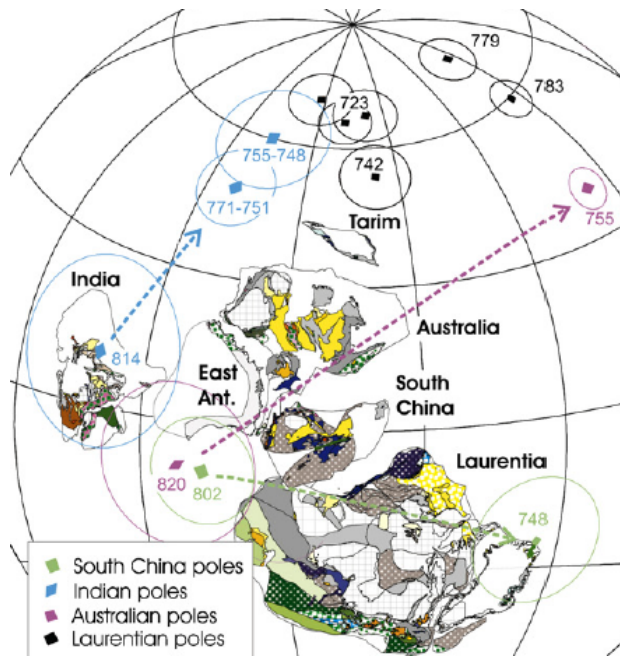 779
783
723
755-748
742
771-751
755
Tarim
India
Australia
814
East
Ant.
South
China
Laurentia
820
802
748
South China poles
Indian poles
Australian poles
Laurentian poles